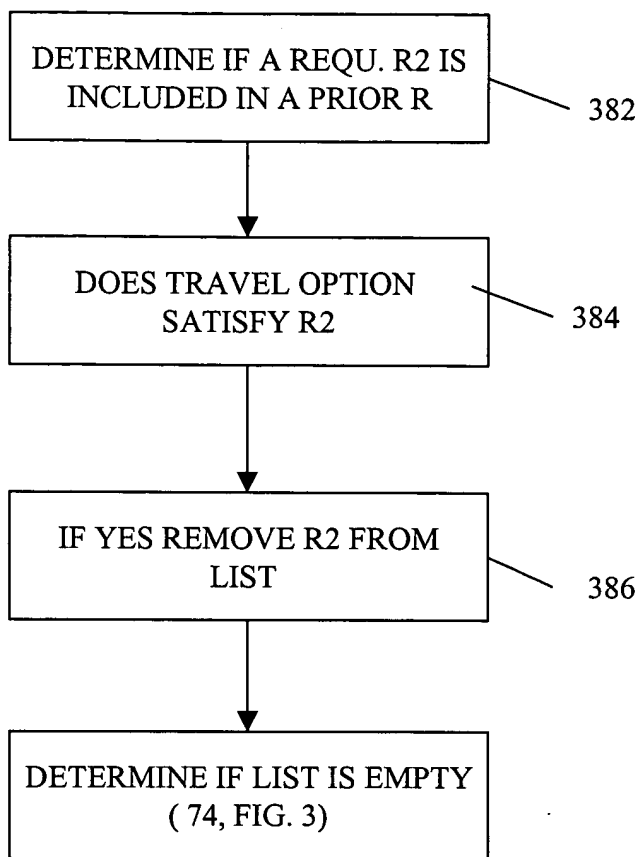 DETERMINE IF A REQU. R2 IS
INCLUDED IN A PRIOR R
382
DOES TRAVEL OPTION
SATISFY R2
384
IF YES REMOVE R2 FROM
LIST
386
DETERMINE IF LIST IS EMPTY
( 74, FIG. 3)